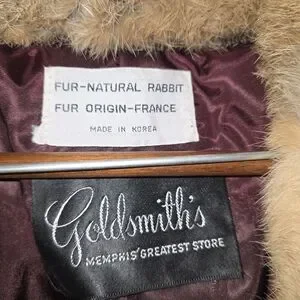 FUR-NATURAL RABBIT
FUR ORIGIN-FRANCE
MADE IN KOREA
Goldsmith's
MEMPHIS' GREATEST STORE